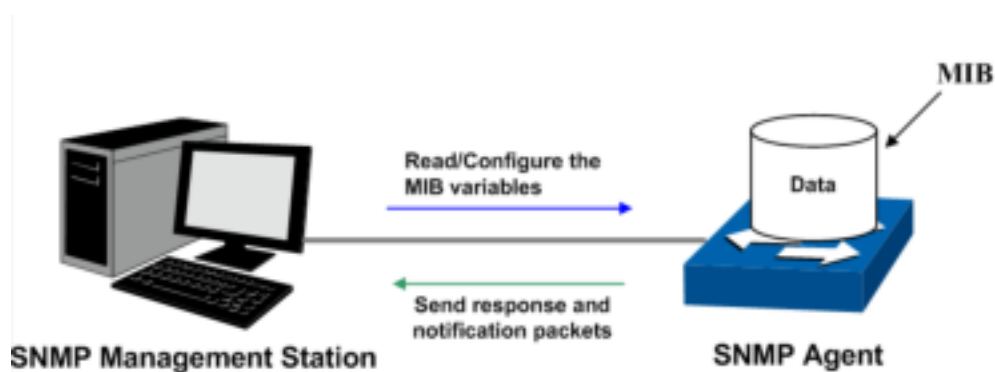 MIB
Read/Configure the
MIB variables
Data
Send response and
notification packets
SNMP Management Station
SNMP Agent